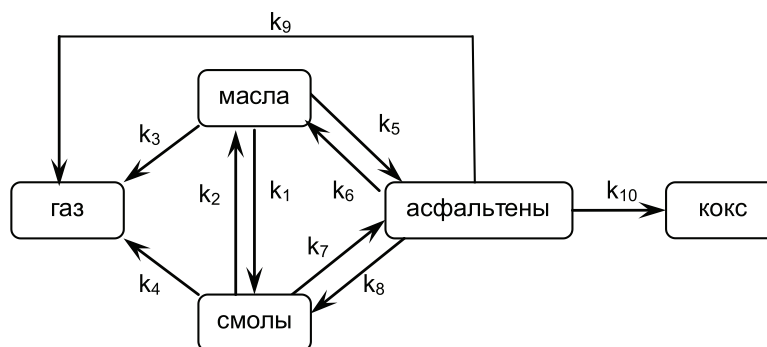 k9
масла
k3
k5
k2
k1
k6
k10
газ
асфальтены
кокс
k7
k4
k8
смолы